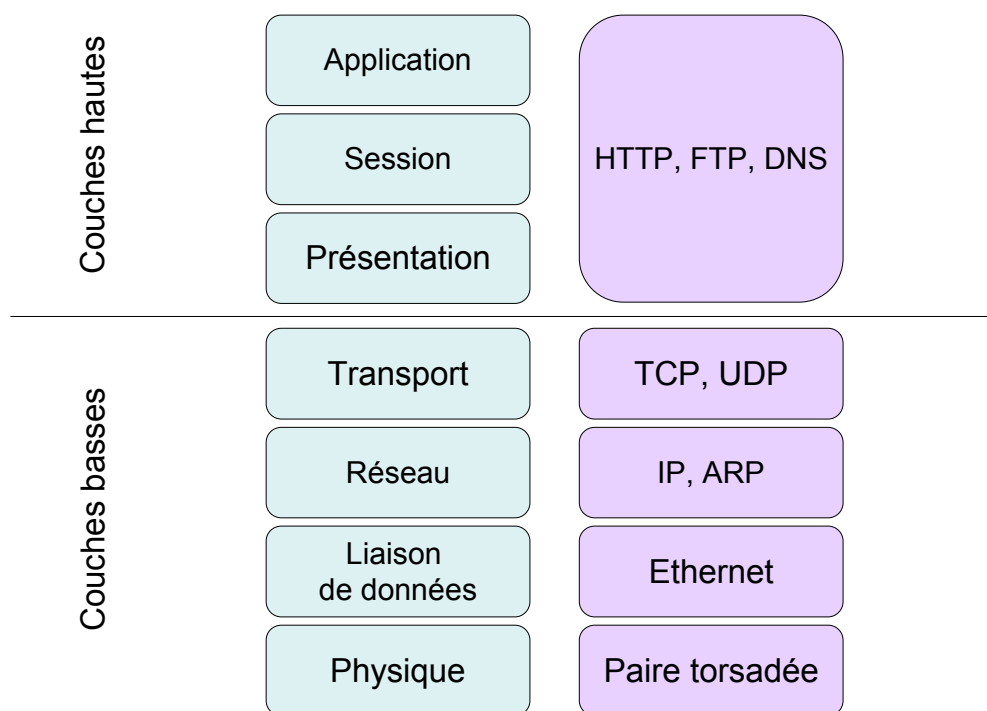 Couches hautes
Application
Session
Présentation
HTTP, FTP, DNS
Couches basses
Transport
TCP, UDP
Réseau
IP, ARP
Liaison
de données
Ethernet
Physique
Paire torsadée